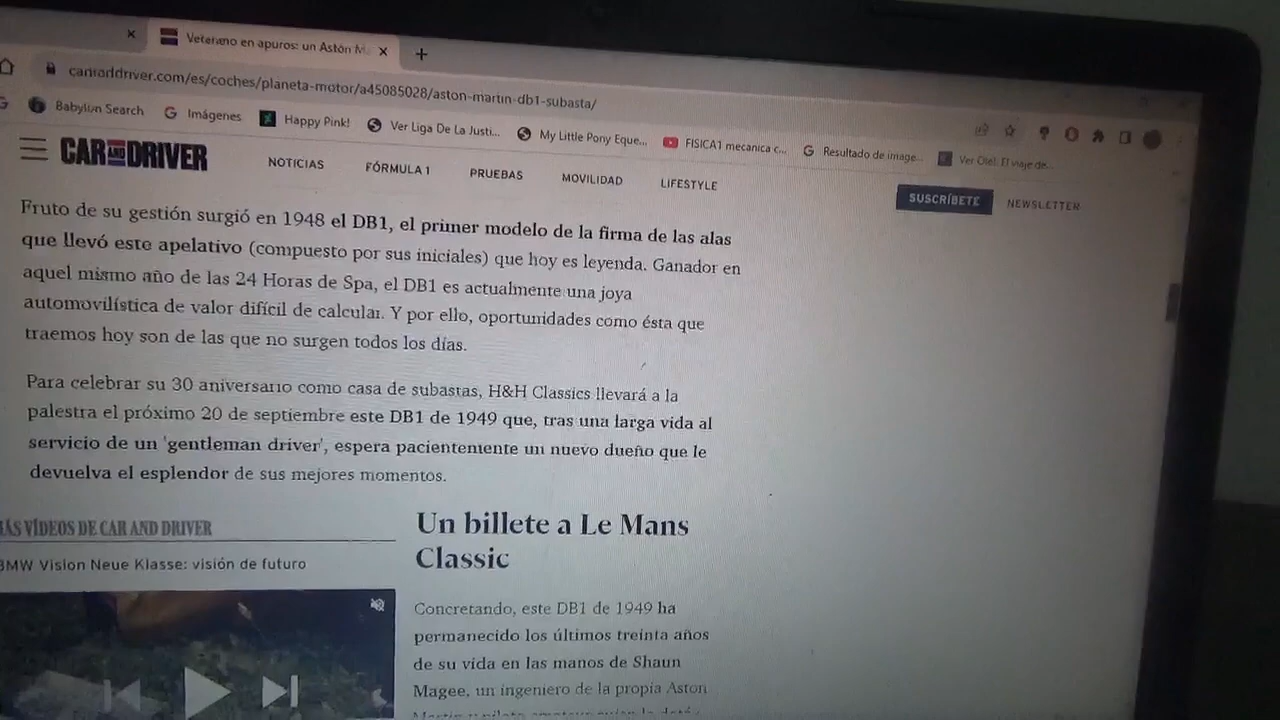 Veterano en apuros: un Astón M
canraddriver.com/es/coches/planeta-motor/a45085028/aston-martin-db1-subasta/
Babylon Search
Imágenes
Happy Pink!
Ver Liga De La Justi...
My Little Pony Eque...
FISICA1 mecanica c...
Resultado de image...
Ver Ote!. El viaje de...
CAR AND DRIVER
NOTICIAS
FÓRMULA 1
PRUEBAS
MOVILIDAD
LIFESTYLE
SUSCRÍBETE
NEWSLETTER
Fruto de su gestión surgió en 1948 el DB1, el primer modelo de la firma de las alas
que llevó este apelativo (compuesto por sus iniciales) que hoy es leyenda. Ganador en
aquel mismo año de las 24 Horas de Spa, el DB1 es actualmente una joya
automovilística de valor difícil de calcular. Y por ello, oportunidades como ésta que
traemos hoy son de las que no surgen todos los días.
Para celebrar su 30 aniversario como casa de subastas, H&H Classics llevará a la
palestra el próximo 20 de septiembre este DB1 de 1949 que, tras una larga vida al
servicio de un 'gentleman driver', espera pacientemente un nuevo dueño que le
devuelva el esplendor de sus mejores momentos.
ÁS VÍDEOS DE CAR AND DRIVER
BMW Vision Neue Klasse: visión de futuro
Un billete a Le Mans
Classic
Concretando, este DB1 de 1949 ha
permanecido los últimos treinta años
de su vida en las manos de Shaun
Magee, un ingeniero de la propia Aston